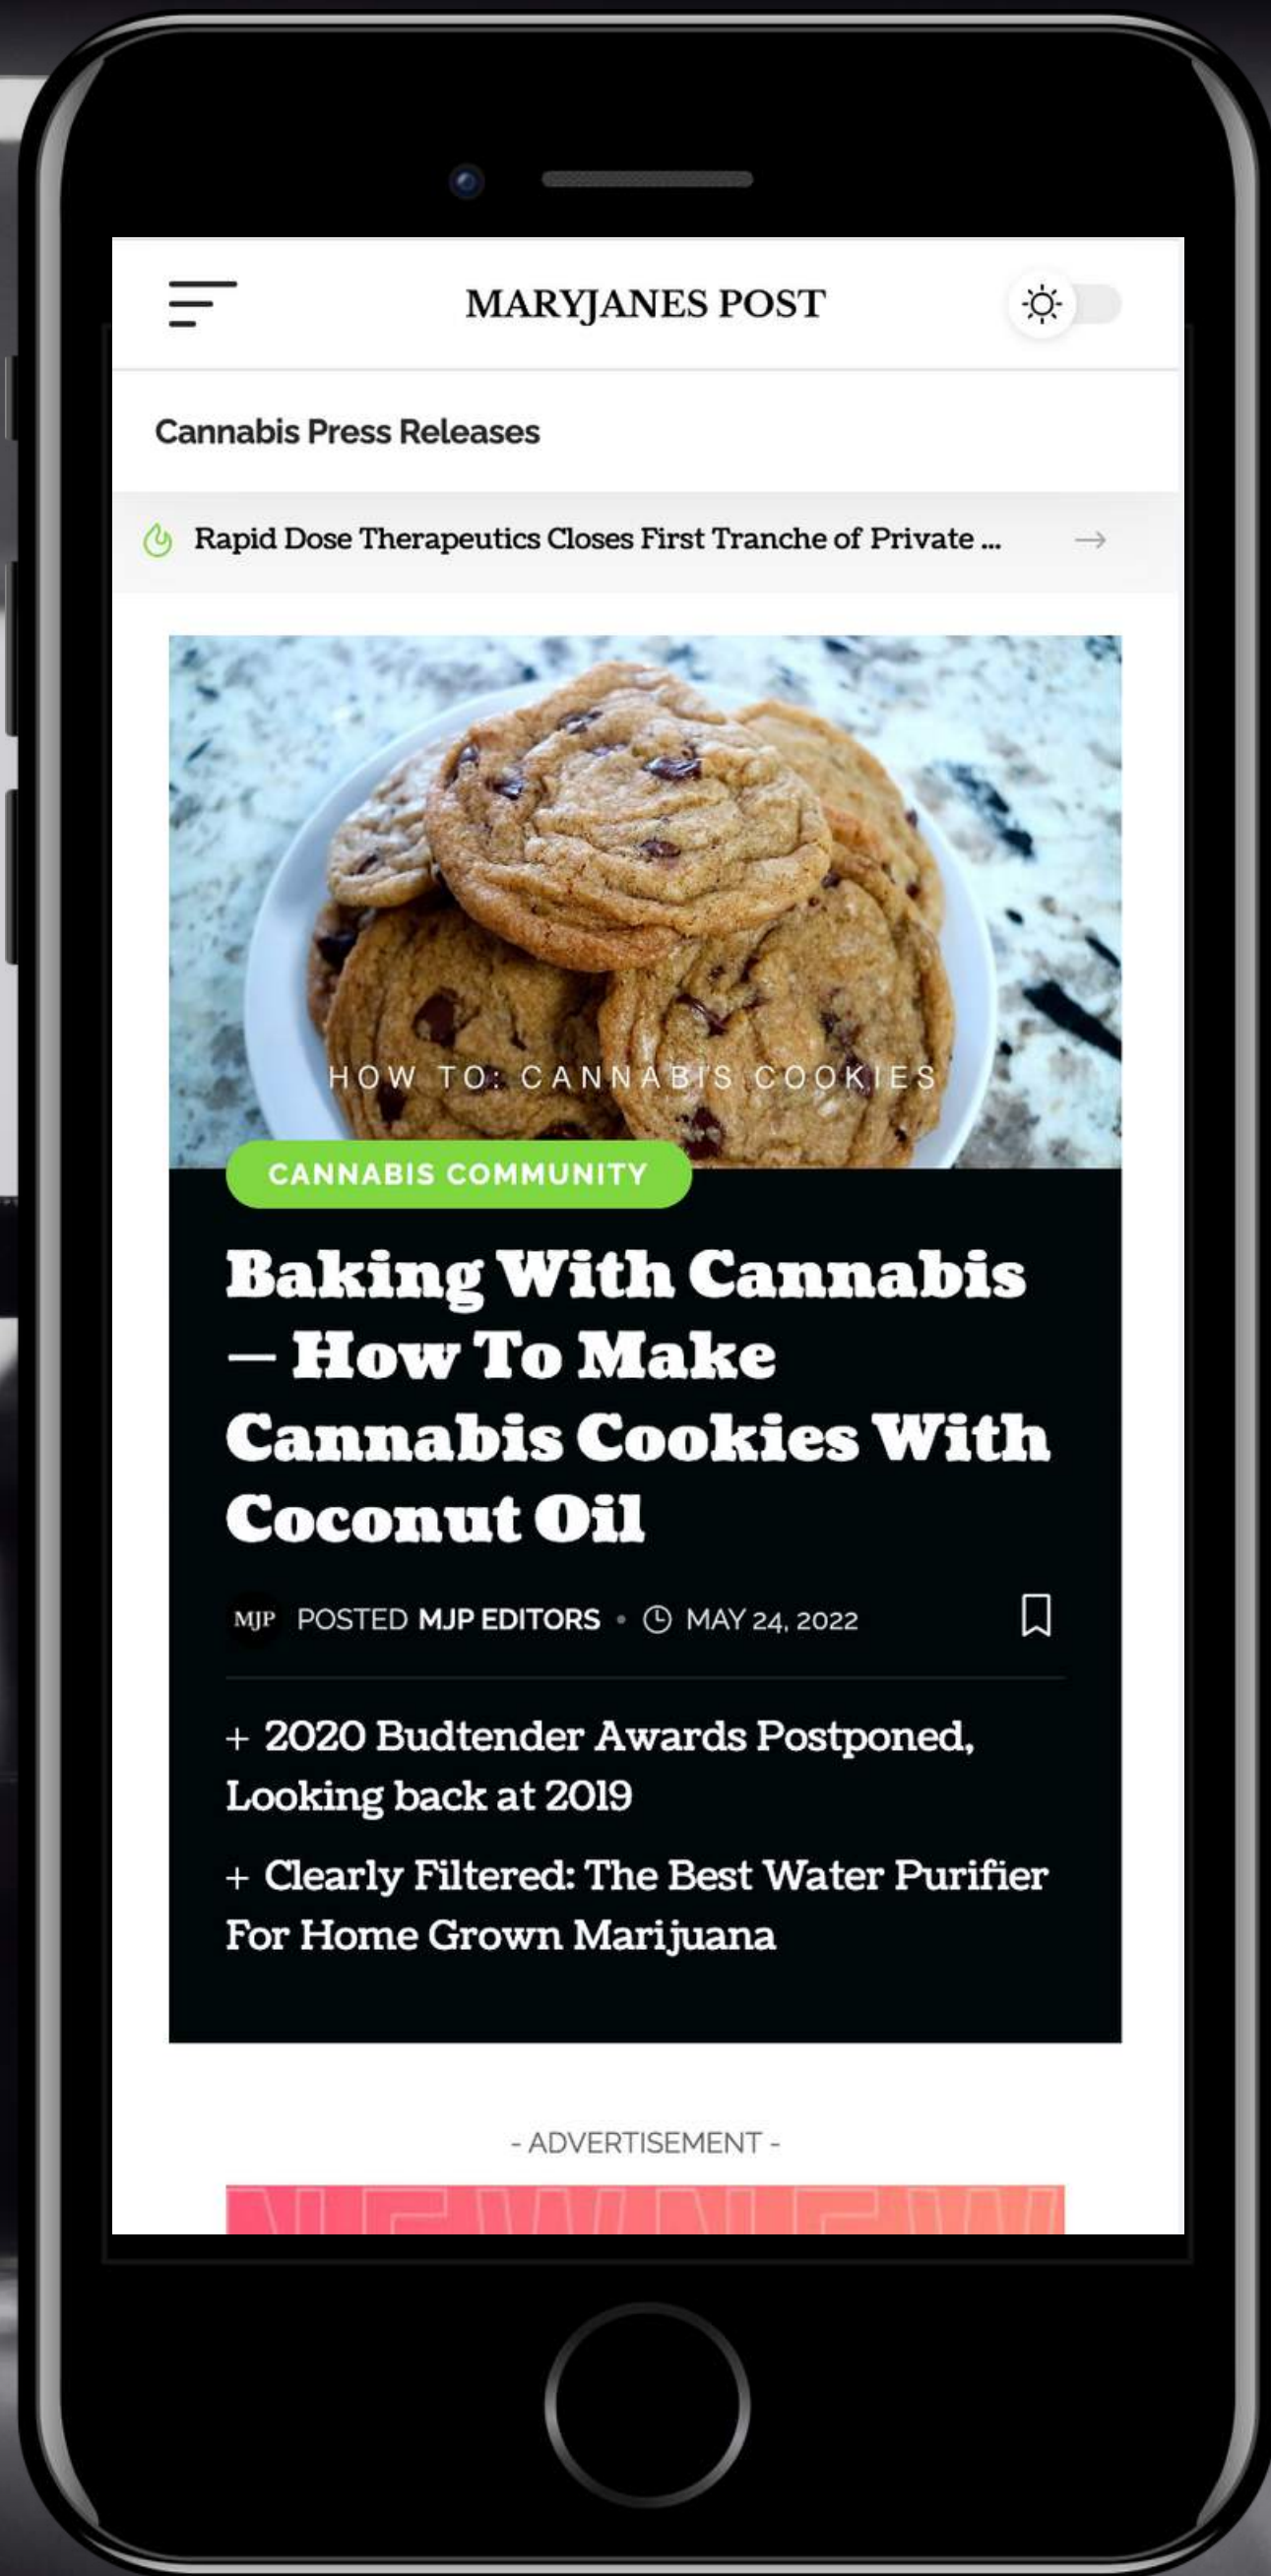 MARYJANES POST
Cannabis Press Releases
Rapid Dose Therapeutics Closes First Tranche of Private ...
HOW TO: CANNABIS COOKIES
CANNABIS COMMUNITY
Baking With Cannabis
— How To Make
Cannabis Cookies With
Coconut Oil
MJP POSTED MJP EDITORS • MAY 24, 2022
+ 2020 Budtender Awards Postponed,
Looking back at 2019
+ Clearly Filtered: The Best Water Purifier
For Home Grown Marijuana
- ADVERTISEMENT -
NEWNEW